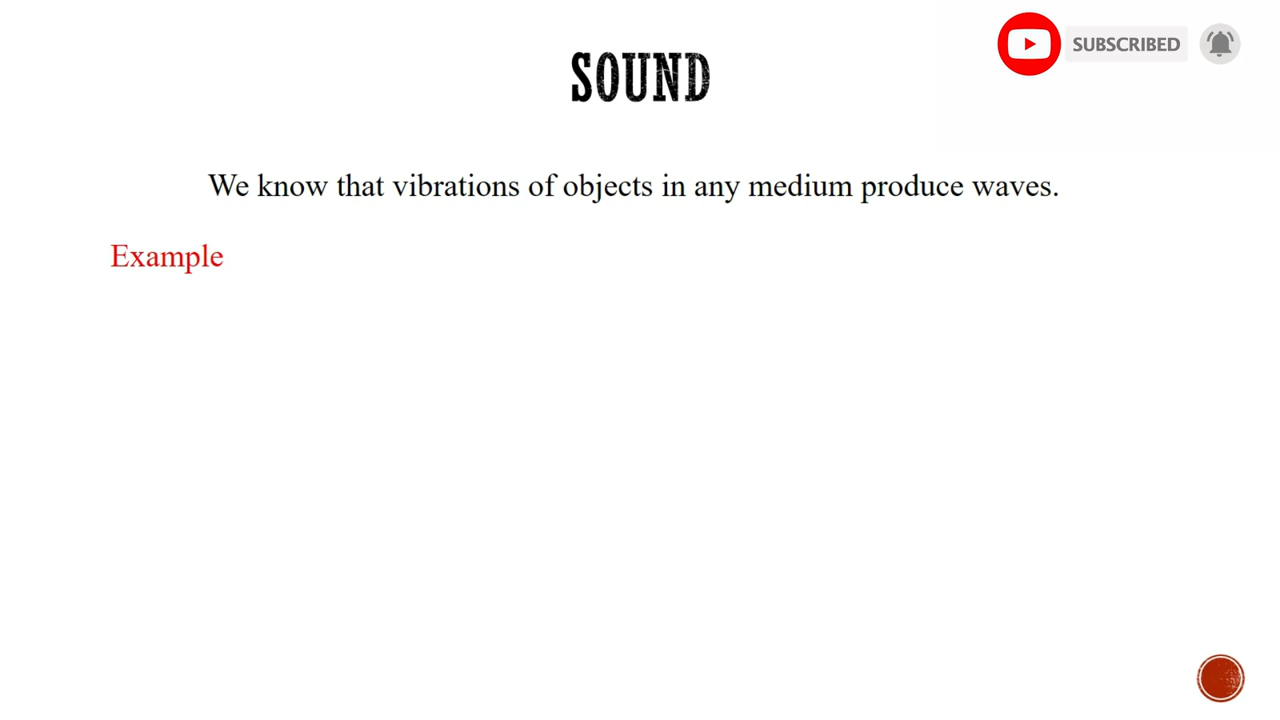 SOUND
SUBSCRIBED
We know that vibrations of objects in any medium produce waves.
Example